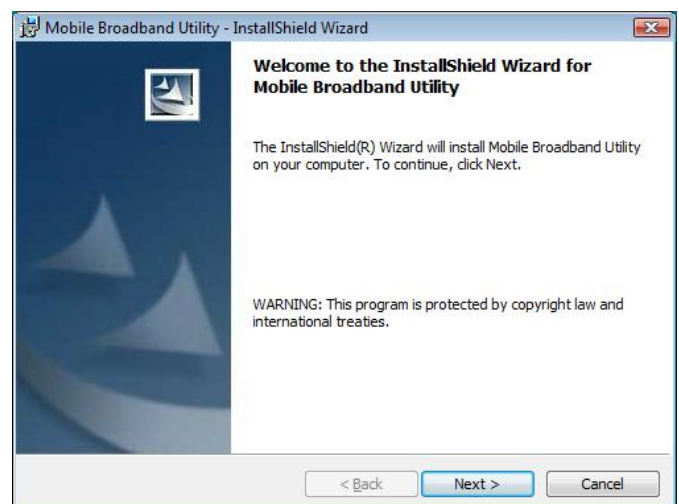 Mobile Broadband Utility - InstallShield Wizard
Welcome to the InstallShield Wizard for
Mobile Broadband Utility
The InstallShield(R) Wizard will install Mobile Broadband Utility
on your computer. To continue, click Next.
WARNING: This program is protected by copyright law and
international treaties.
< Back Next > Cancel